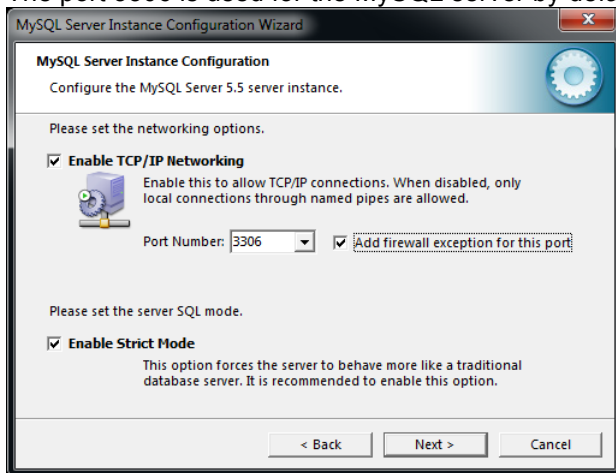 MySQL Server Instance Configuration Wizard
MySQL Server Instance Configuration
Configure the MySQL Server 5.5 server instance.
Please set the networking options.
Enable TCP/IP Networking
Enable this to allow TCP/IP connections. When disabled, only
local connections through named pipes are allowed.
Port Number: 3306 Add firewall exception for this port
Please set the server SQL mode.
Enable Strict Mode
This option forces the server to behave more like a traditional
database server. It is recommended to enable this option.
< Back Next > Cancel